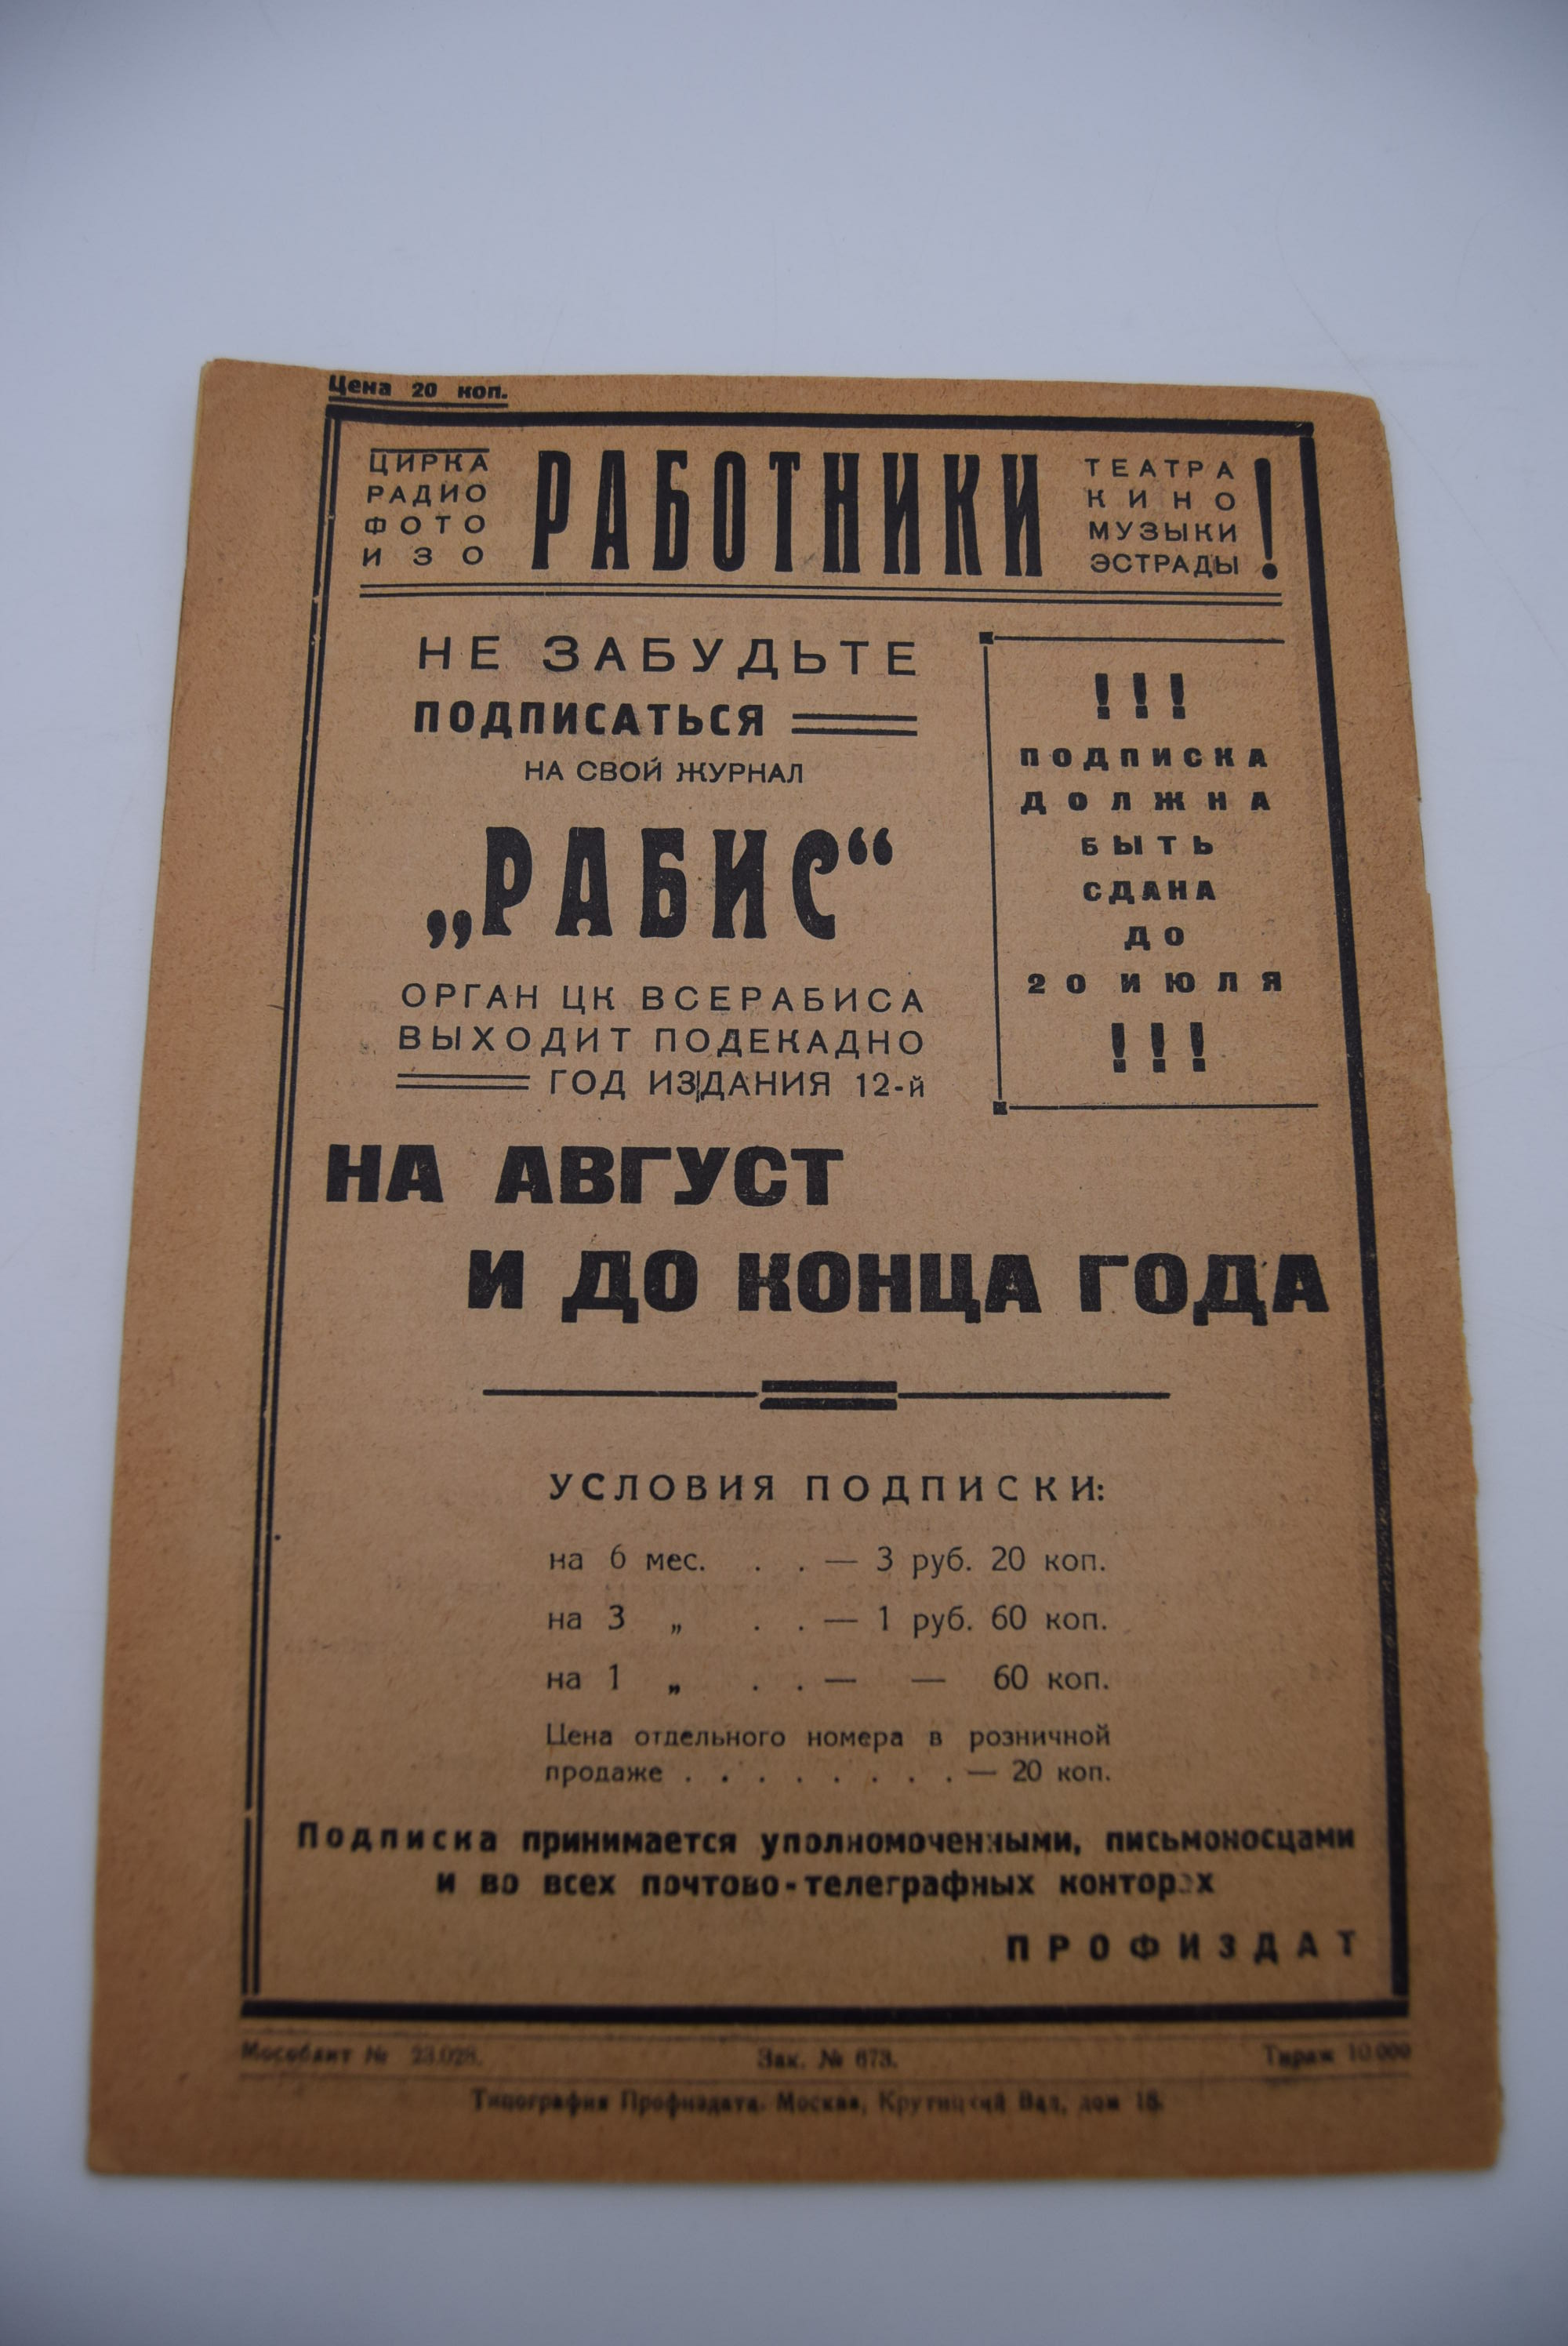 Цена 20 коп.
ЦИРКА
РАДИО
ФОТО
ИЗО
РАБОТНИКИ
ТЕАТРА
КИНО
МУЗЫКИ
ЭСТРАДЫ
!
НЕ ЗАБУДЬТЕ
ПОДПИСАТЬСЯ
НА СВОЙ ЖУРНАЛ
„РАБИС“
ОРГАН ЦК ВСЕРАБИСА
ВЫХОДИТ ПОДЕКАДНО
ГОД ИЗДАНИЯ 12-й
!!!
ПОДПИСКА
ДОЛЖНА
БЫТЬ
СДАНА
ДО
20 ИЮЛЯ
!!!
НА АВГУСТ
И ДО КОНЦА ГОДА
УСЛОВИЯ ПОДПИСКИ:
на 6 мес. . . — 3 руб. 20 коп.
на 3 „ . . — 1 руб. 60 коп.
на 1 „ . . — — 60 коп.
Цена отдельного номера в розничной
продаже . . . . . . . . — 20 коп.
Подписка принимается уполномоченными, письмоносцами
и во всех почтово-телеграфных конторах
ПРОФИЗДАТ
Мособлит № 23.028.
Зак. № 673.
Тираж 10.000
Типография Профиздата. Москва, Крутицкий Вал, дом 18.